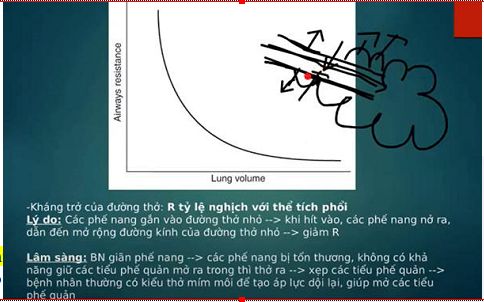 Airways resistance
Lung volume
-Kháng trở của đường thở: R tỷ lệ nghịch với thể tích phổi
Lý do: Các phế nang gắn vào đường thở nhỏ --> khi hít vào, các phế nang nở ra,
dẫn đến mở rộng đường kính của đường thở nhỏ --> giảm R
Lâm sàng: BN giãn phế nang --> các phế nang bị tổn thương, không có khả
năng giữ các tiểu phế quản mở ra trong thì thở ra --> xẹp các tiểu phế quản -->
bệnh nhân thường có kiểu thở mím môi để tạo áp lực dội lại, giúp mở các tiểu
phế quản